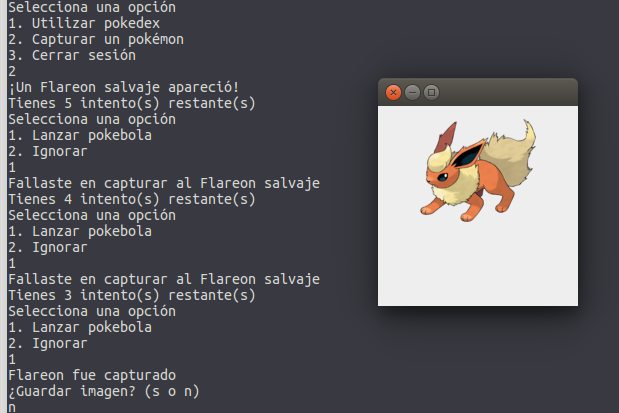 Selecciona una opción
1. Utilizar pokedex
2. Capturar un pokémon
3. Cerrar sesión
2
¡Un Flareon salvaje apareció!
Tienes 5 intento(s) restante(s)
Selecciona una opción
1. Lanzar pokebola
2. Ignorar
1
Fallaste en capturar al Flareon salvaje
Tienes 4 intento(s) restante(s)
Selecciona una opción
1. Lanzar pokebola
2. Ignorar
1
Fallaste en capturar al Flareon salvaje
Tienes 3 intento(s) restante(s)
Selecciona una opción
1. Lanzar pokebola
2. Ignorar
1
Flareon fue capturado
¿Guardar imagen? (s o n)
n